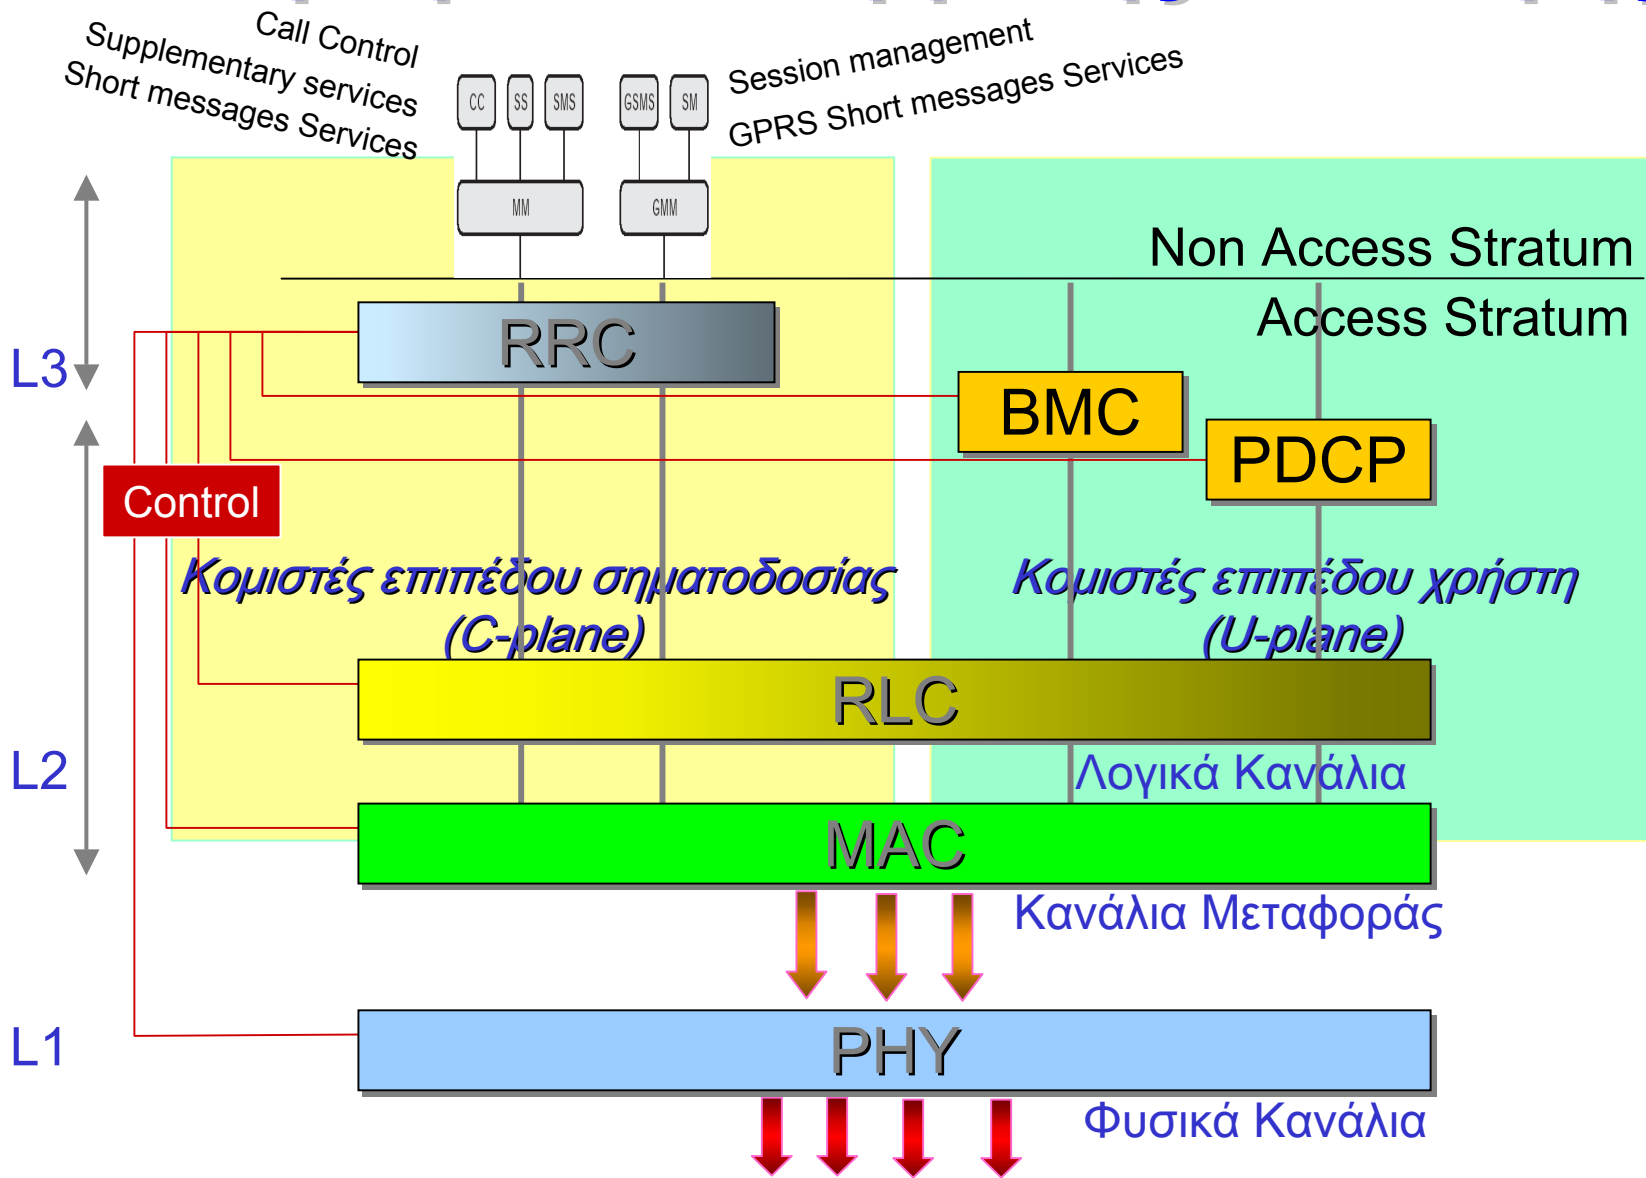 Call Control
Supplementary services
Short messages Services
Session management
GPRS Short messages Services
CC SS SMS GSMS SM
MM GMM
Non Access Stratum
Access Stratum
RRC
L3
BMC
PDCP
Control
Κομιστές επιπέδου σηματοδοσίας
(C-plane)
Κομιστές επιπέδου χρήστη
(U-plane)
RLC
L2
Λογικά Κανάλια
MAC
Κανάλια Μεταφοράς
L1
PHY
Φυσικά Κανάλια